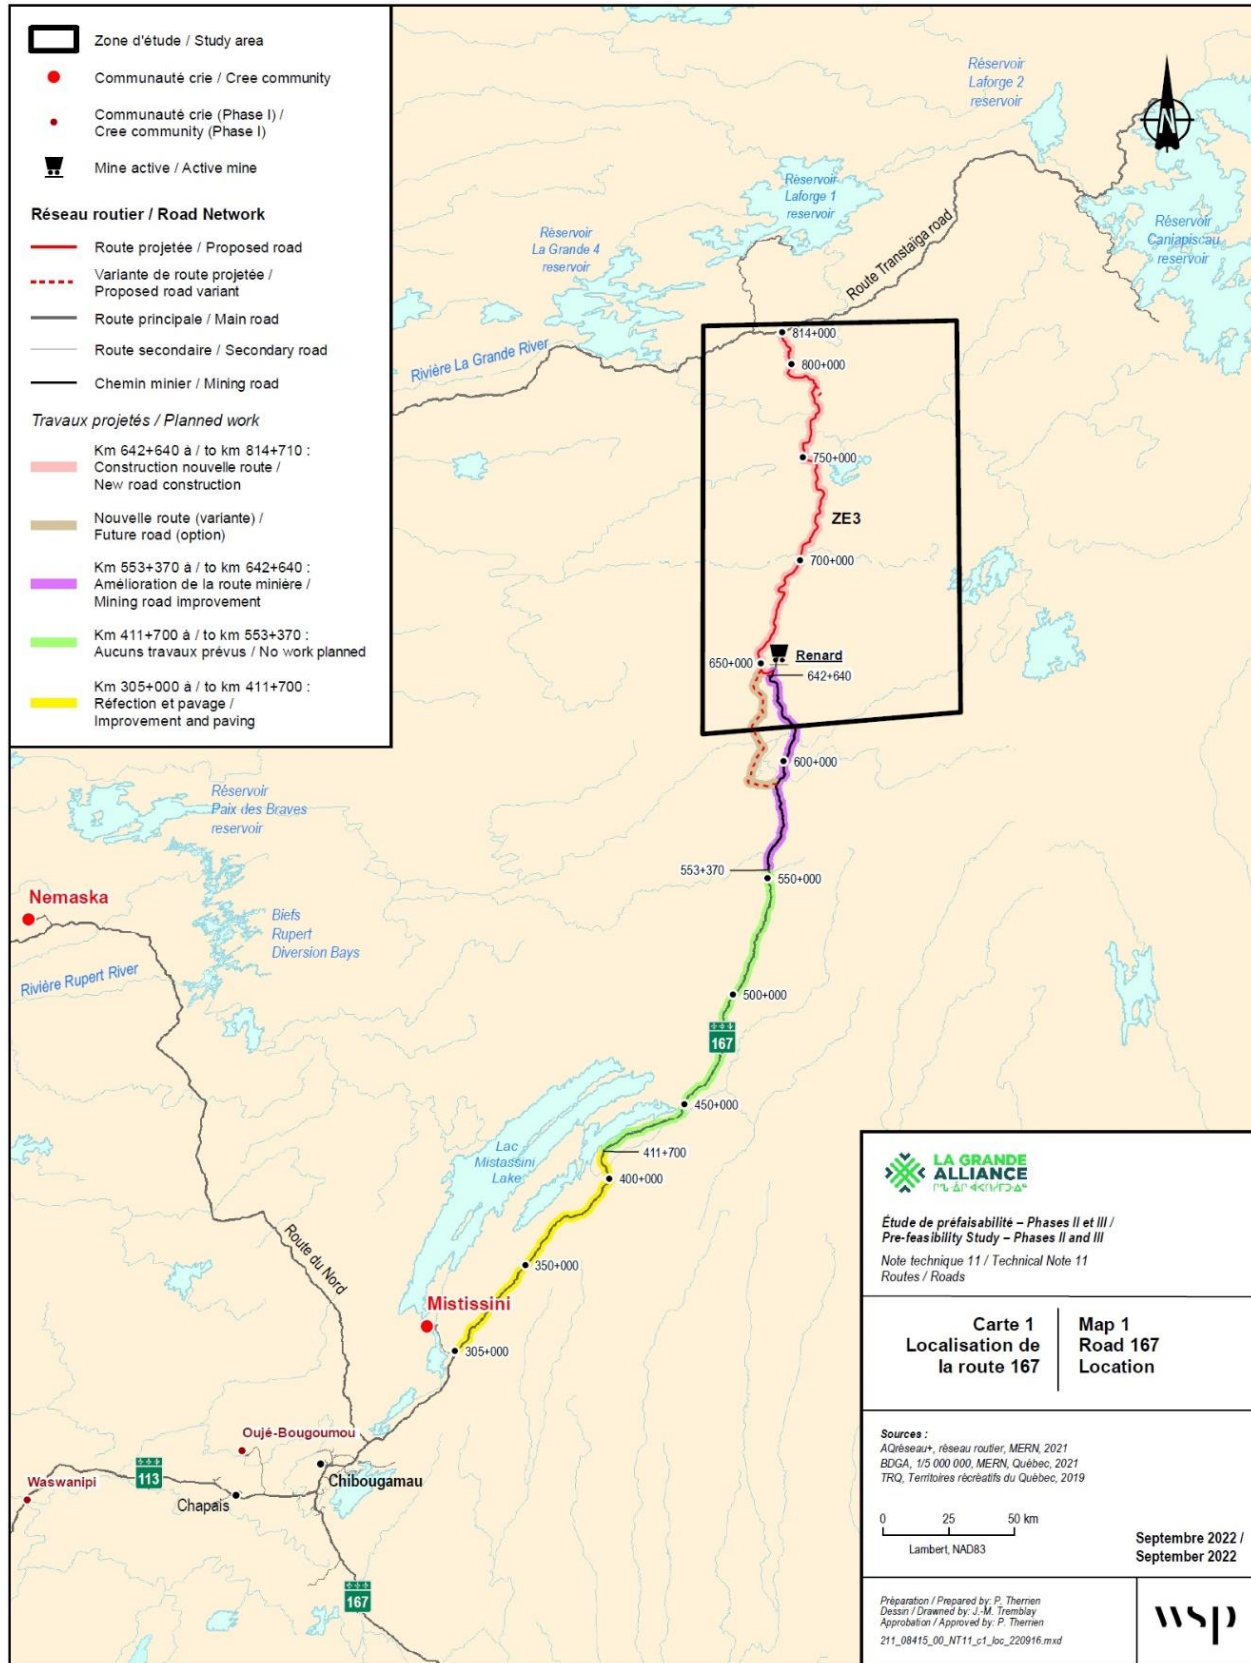 Zone d'étude / Study area
Communauté crie / Cree community
Communauté crie (Phase I) /
Cree community (Phase I)
Mine active / Active mine
Réseau routier / Road Network
Route projetée / Proposed road
Variante de route projetée /
Proposed road variant
Route principale / Main road
Route secondaire / Secondary road
Chemin minier / Mining road
Travaux projetés / Planned work
Km 642+640 à / to km 814+710 :
Construction nouvelle route /
New road construction
Nouvelle route (variante) /
Future road (option)
Km 553+370 à / to km 642+640 :
Amélioration de la route minière /
Mining road improvement
Km 411+700 à / to km 553+370 :
Aucuns travaux prévus / No work planned
Km 305+000 à / to km 411+700 :
Réfection et pavage /
Improvement and paving
Réservoir
Laforge 2
reservoir
N
Réservoir
Laforge 1
reservoir
Réservoir
La Grande 4
reservoir
Réservoir
Caniapiscau
reservoir
Route Transtaïga road
Rivière La Grande River
814+000
800+000
750+000
ZE3
700+000
650+000
Renard
642+640
600+000
553+370
550+000
Réservoir
Paix des Braves
reservoir
Nemaska
Biefs
Rupert
Diversion Bays
Rivière Rupert River
500+000
167
450+000
Lac
Mistassini
Lake
411+700
400+000
Route du Nord
350+000
Mistissini
305+000
Oujé-Bougoumou
Waswanipi
113
Chibougamau
Chapais
167
LA GRANDE
ALLIANCE
Étude de préfaisabilité – Phases II et III /
Pre-feasibility Study – Phases II and III
Note technique 11 / Technical Note 11
Routes / Roads
Carte 1
Localisation de
la route 167
Map 1
Road 167
Location
Sources :
AQréseau+, réseau routier, MERN, 2021
BDGA, 1/5 000 000, MERN, Québec, 2021
TRQ, Territoires récréatifs du Québec, 2019
0 25 50 km
Lambert, NAD83
Septembre 2022 /
September 2022
Préparation / Prepared by: P. Therrien
Dessin / Drawned by: J.-M. Tremblay
Approbation / Approved by: P. Therrien
211_08415_00_NT11_c1_loc_220916.mxd
wsp